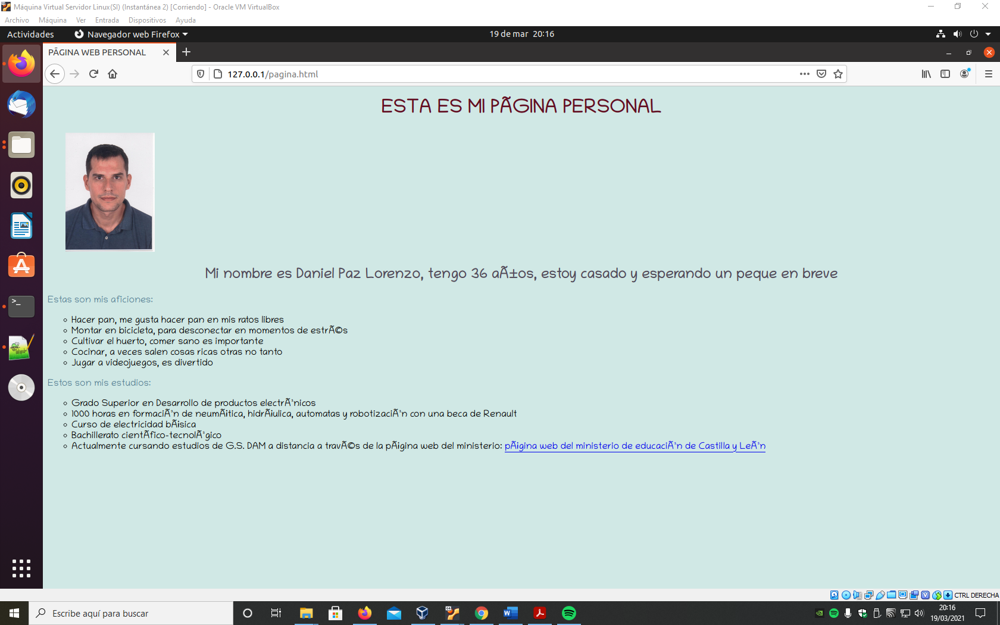 Máquina Virtual Servidor Linux(SI) (Instantánea 2) [Corriendo] - Oracle VM VirtualBox
Archivo Máquina Ver Entrada Dispositivos Ayuda
Actividades Navegador web Firefox 19 de mar 20:16
PÃGINA WEB PERSONAL
127.0.0.1/pagina.html
ESTA ES MI PÃGINA PERSONAL
Mi nombre es Daniel Paz Lorenzo, tengo 36 aÃ±os, estoy casado y esperando un peque en breve
Estas son mis aficiones:
Hacer pan, me gusta hacer pan en mis ratos libres
Montar en bicicleta, para desconectar en momentos de estrÃ©s
Cultivar el huerto, comer sano es importante
Cocinar, a veces salen cosas ricas otras no tanto
Jugar a videojuegos, es divertido
Estos son mis estudios:
Grado Superior en Desarrollo de productos electrÃ³nicos
1000 horas en formaciÃ³n de neumÃ¡tica, hidrÃ¡ulica, automatas y robotizaciÃ³n con una beca de Renault
Curso de electricidad bÃ¡sica
Bachillerato cientÃ­fico-tecnolÃ³gico
Actualmente cursando estudios de G.S. DAM a distancia a travÃ©s de la pÃ¡gina web del ministerio: pÃ¡gina web del ministerio de educaciÃ³n de Castilla y LeÃ³n
CTRL DERECHA
Escribe aquí para buscar
20:16
19/03/2021